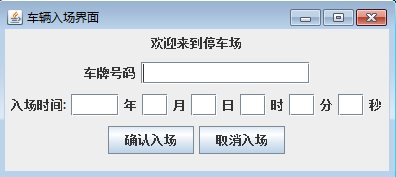 车辆入场界面
欢迎来到停车场
车牌号码
入场时间: 年 月 日 时 分 秒
确认入场 取消入场